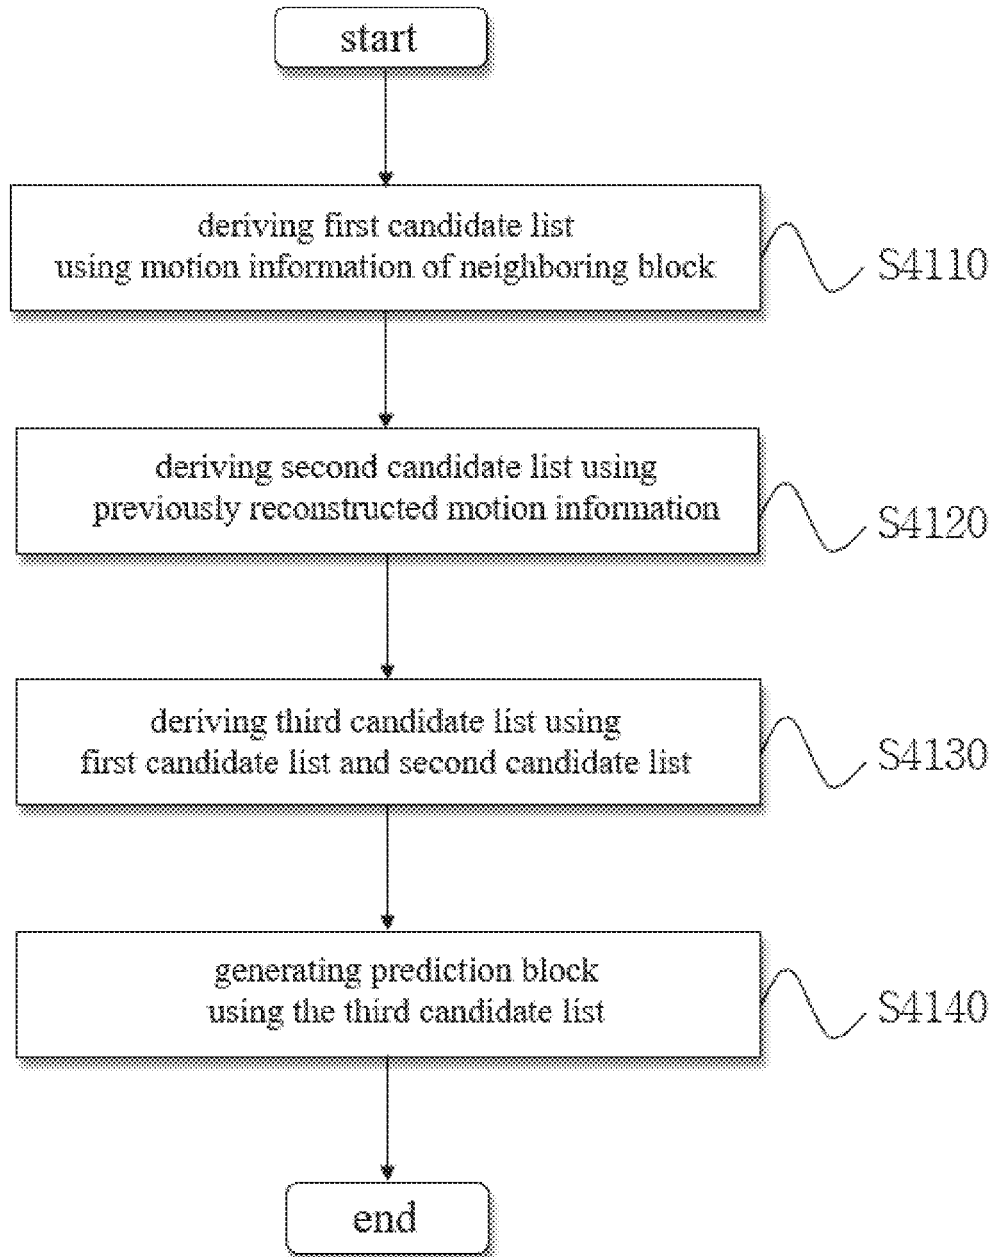 start
deriving first candidate list
using motion information of neighboring block
S4110
deriving second candidate list using
previously reconstructed motion information
S4120
deriving third candidate list using
first candidate list and second candidate list
S4130
generating prediction block
using the third candidate list
S4140
end